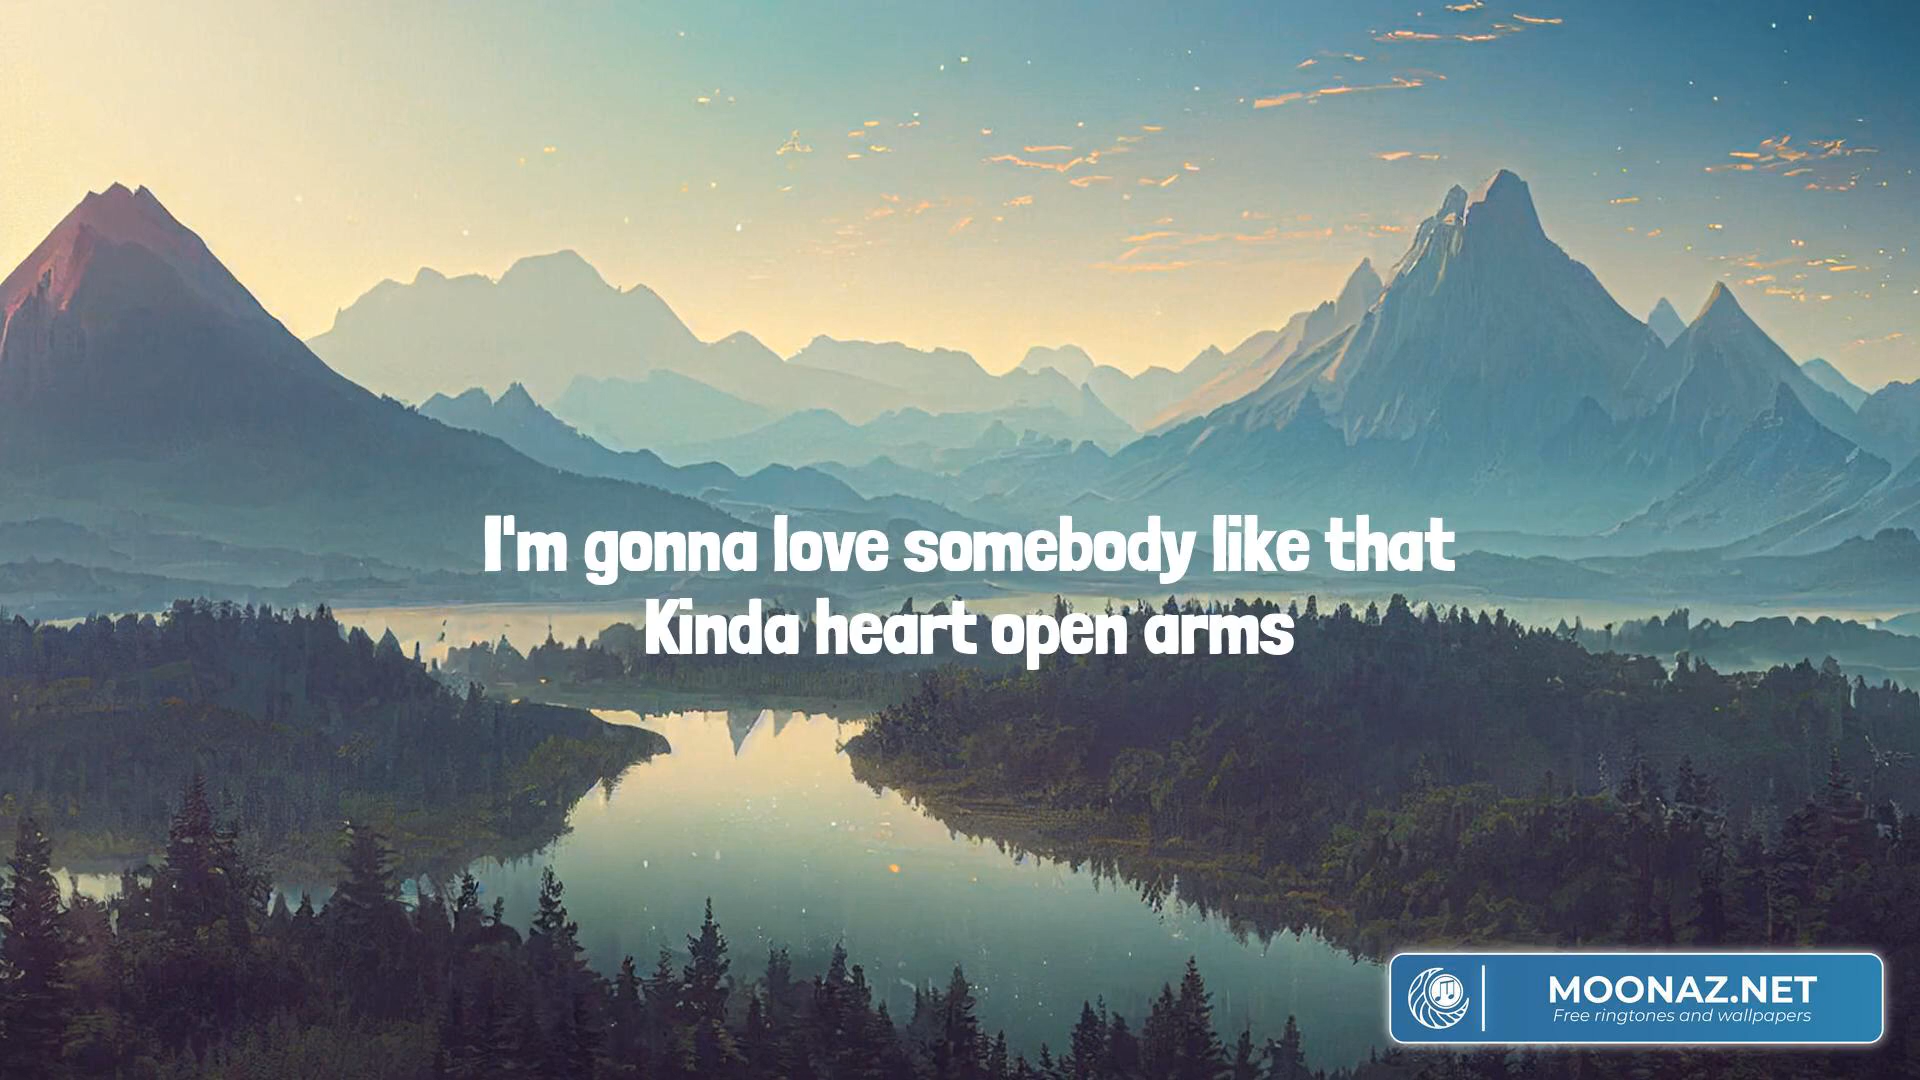 I'm gonna love somebody like that
Kinda heart open arms
MOONAZ.NET
Free ringtones and wallpapers